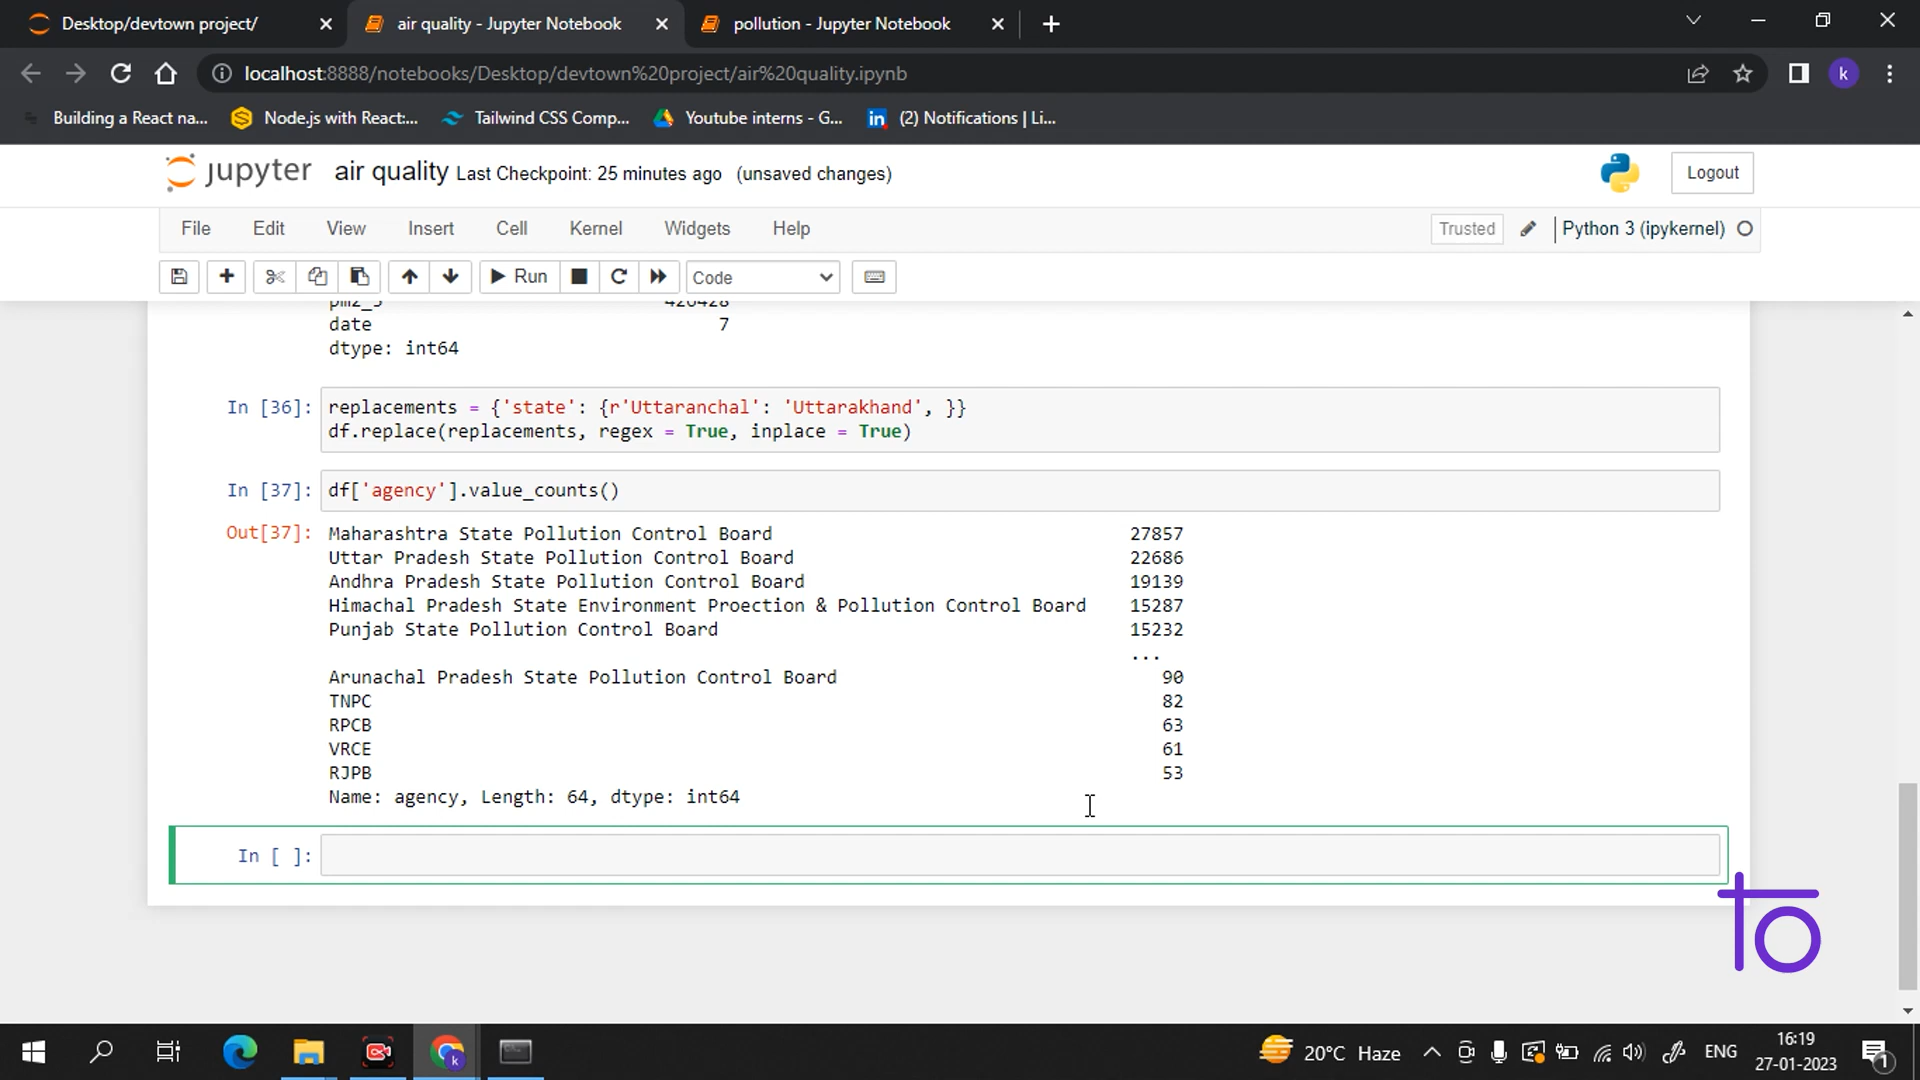 Desktop/devtown project/
air quality - Jupyter Notebook
pollution - Jupyter Notebook
localhost:8888/notebooks/Desktop/devtown%20project/air%20quality.ipynb
k
Building a React na...
Node.js with React:...
Tailwind CSS Comp...
Youtube interns - G...
in
(2) Notifications | Li...
jupyter air quality Last Checkpoint: 25 minutes ago (unsaved changes)
Logout
File Edit View Insert Cell Kernel Widgets Help
Trusted
Python 3 (ipykernel)
Run
Code
pm2_5 426428
date 7
dtype: int64
In [36]: replacements = {'state': {r'Uttaranchal': 'Uttarakhand', }}
df.replace(replacements, regex = True, inplace = True)
In [37]: df['agency'].value_counts()
Out[37]: Maharashtra State Pollution Control Board 27857
Uttar Pradesh State Pollution Control Board 22686
Andhra Pradesh State Pollution Control Board 19139
Himachal Pradesh State Environment Proection & Pollution Control Board 15287
Punjab State Pollution Control Board 15232
...
Arunachal Pradesh State Pollution Control Board 90
TNPC 82
RPCB 63
VRCE 61
RJPB 53
Name: agency, Length: 64, dtype: int64
In [ ]:
20°C Haze
ENG
16:19
27-01-2023
1